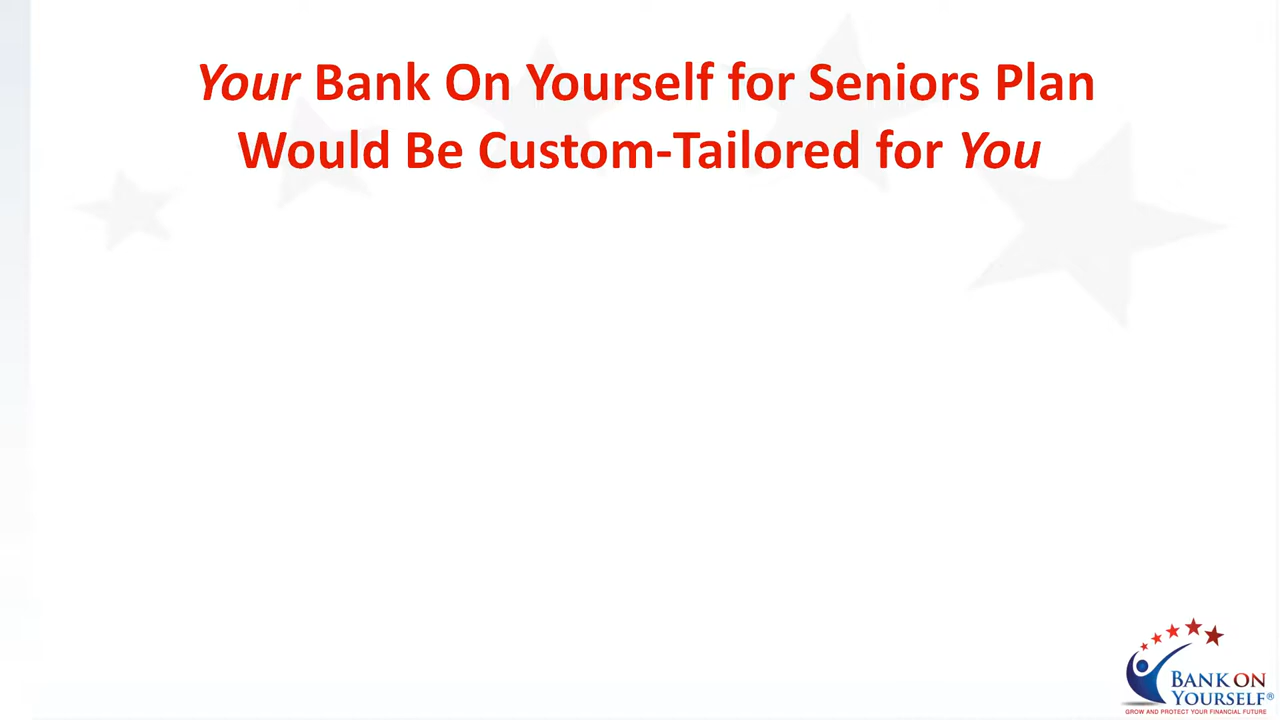 Your Bank On Yourself for Seniors Plan
Would Be Custom-Tailored for You
BANK ON
YOURSELF®
GROW AND PROTECT YOUR FINANCIAL FUTURE